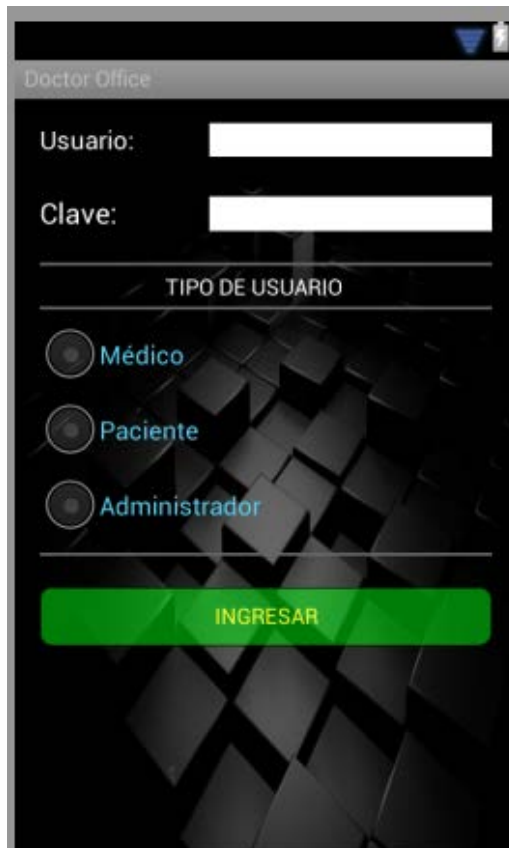 Doctor Office
Usuario:
Clave:
TIPO DE USUARIO
Médico
Paciente
Administrador
INGRESAR